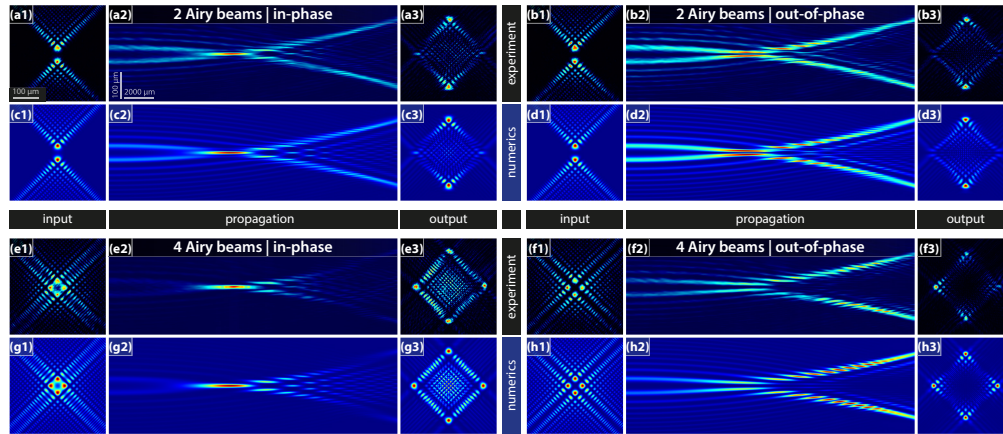 (a1) (a2) 2 Airy beams | in-phase (a3) experiment (b1) (b2) 2 Airy beams | out-of-phase (b3)
100 µm 100 µm 2000 µm
(c1) (c2) (c3) numerics (d1) (d2) (d3)
input propagation output input propagation output
(e1) (e2) 4 Airy beams | in-phase (e3) experiment (f1) (f2) 4 Airy beams | out-of-phase (f3)
(g1) (g2) (g3) numerics (h1) (h2) (h3)